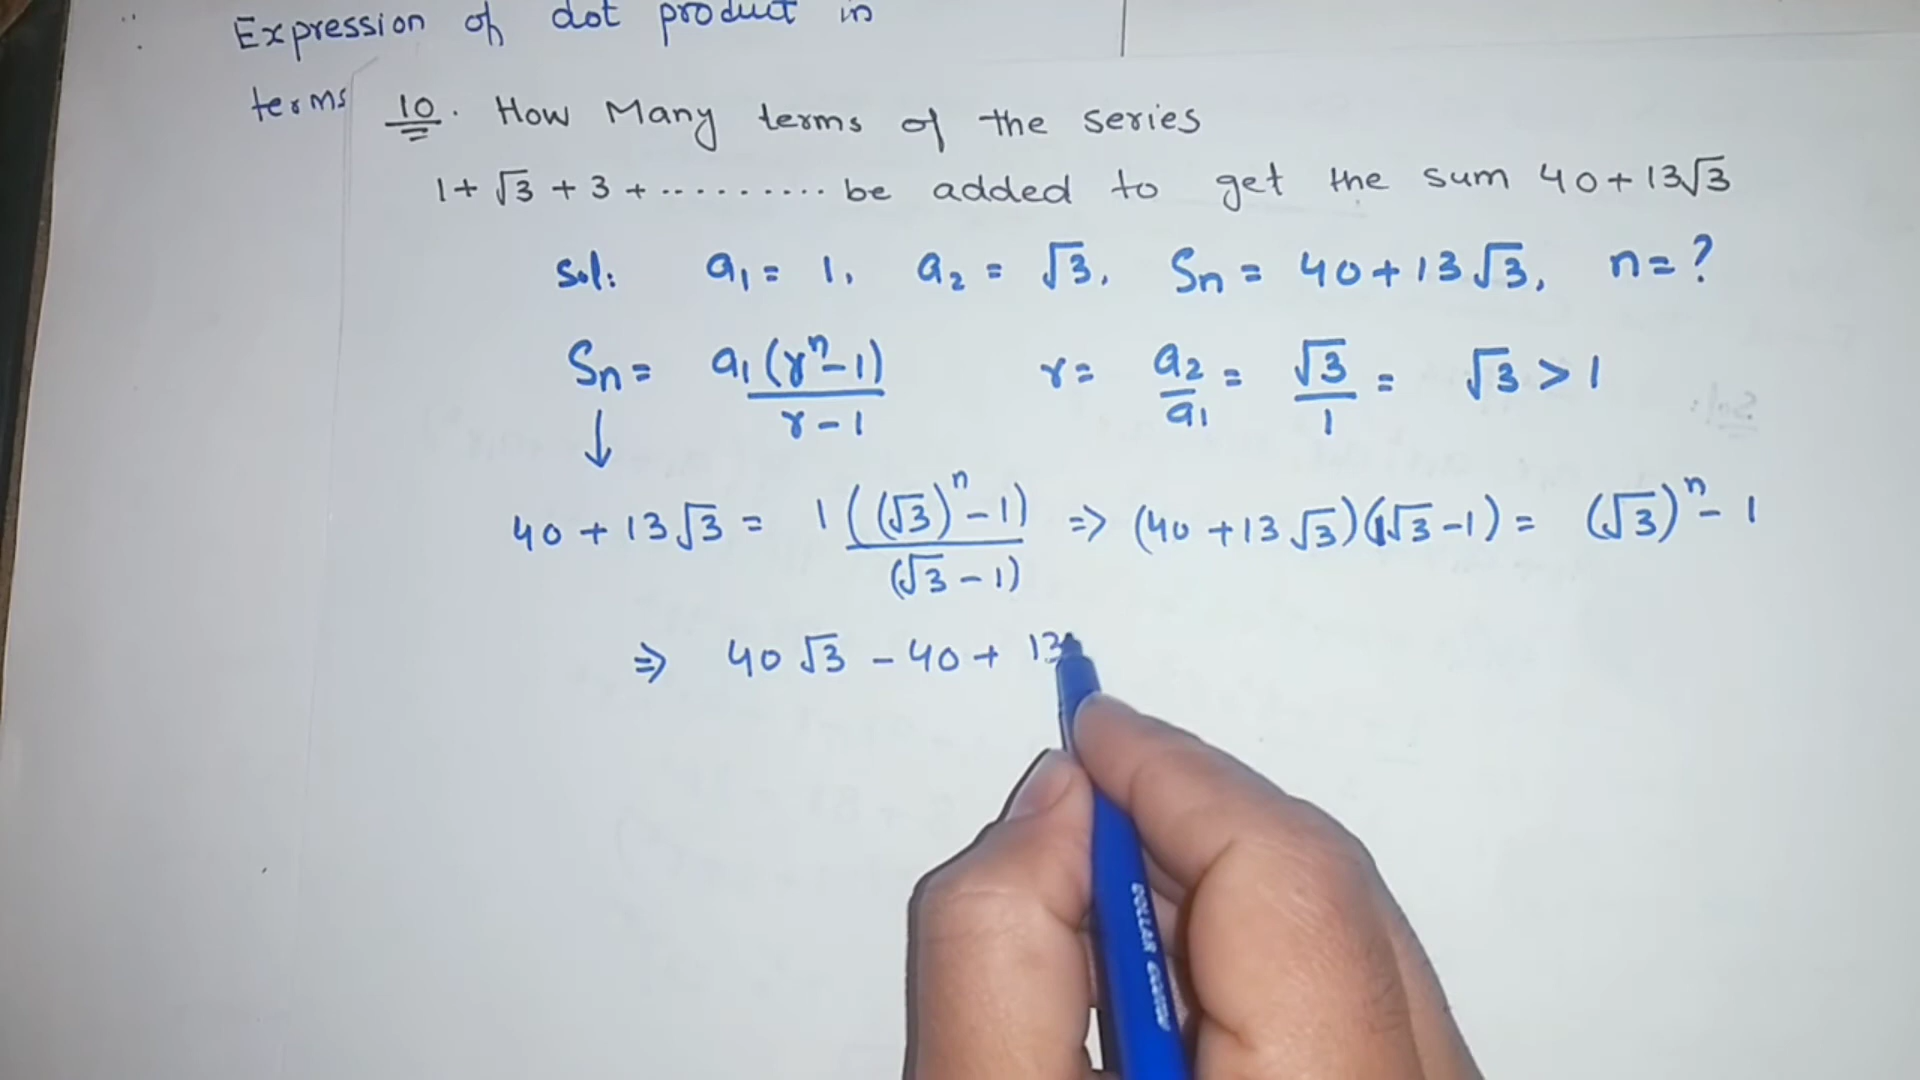 Expression of dot product in
terms
10. How Many terms of the series
1 + √3 + 3 + .......... be added to get the sum 40 + 13√3
Sol: a₁ = 1, a₂ = √3, Sₙ = 40 + 13√3, n = ?
Sₙ = a₁(rⁿ - 1) / r - 1 r = a₂/a₁ = √3/1 = √3 > 1
↓
40 + 13√3 = 1((√3)ⁿ - 1) / (√3 - 1) ⇒ (40 + 13√3)(√3 - 1) = (√3)ⁿ - 1
⇒ 40√3 - 40 + 13
DOLLAR